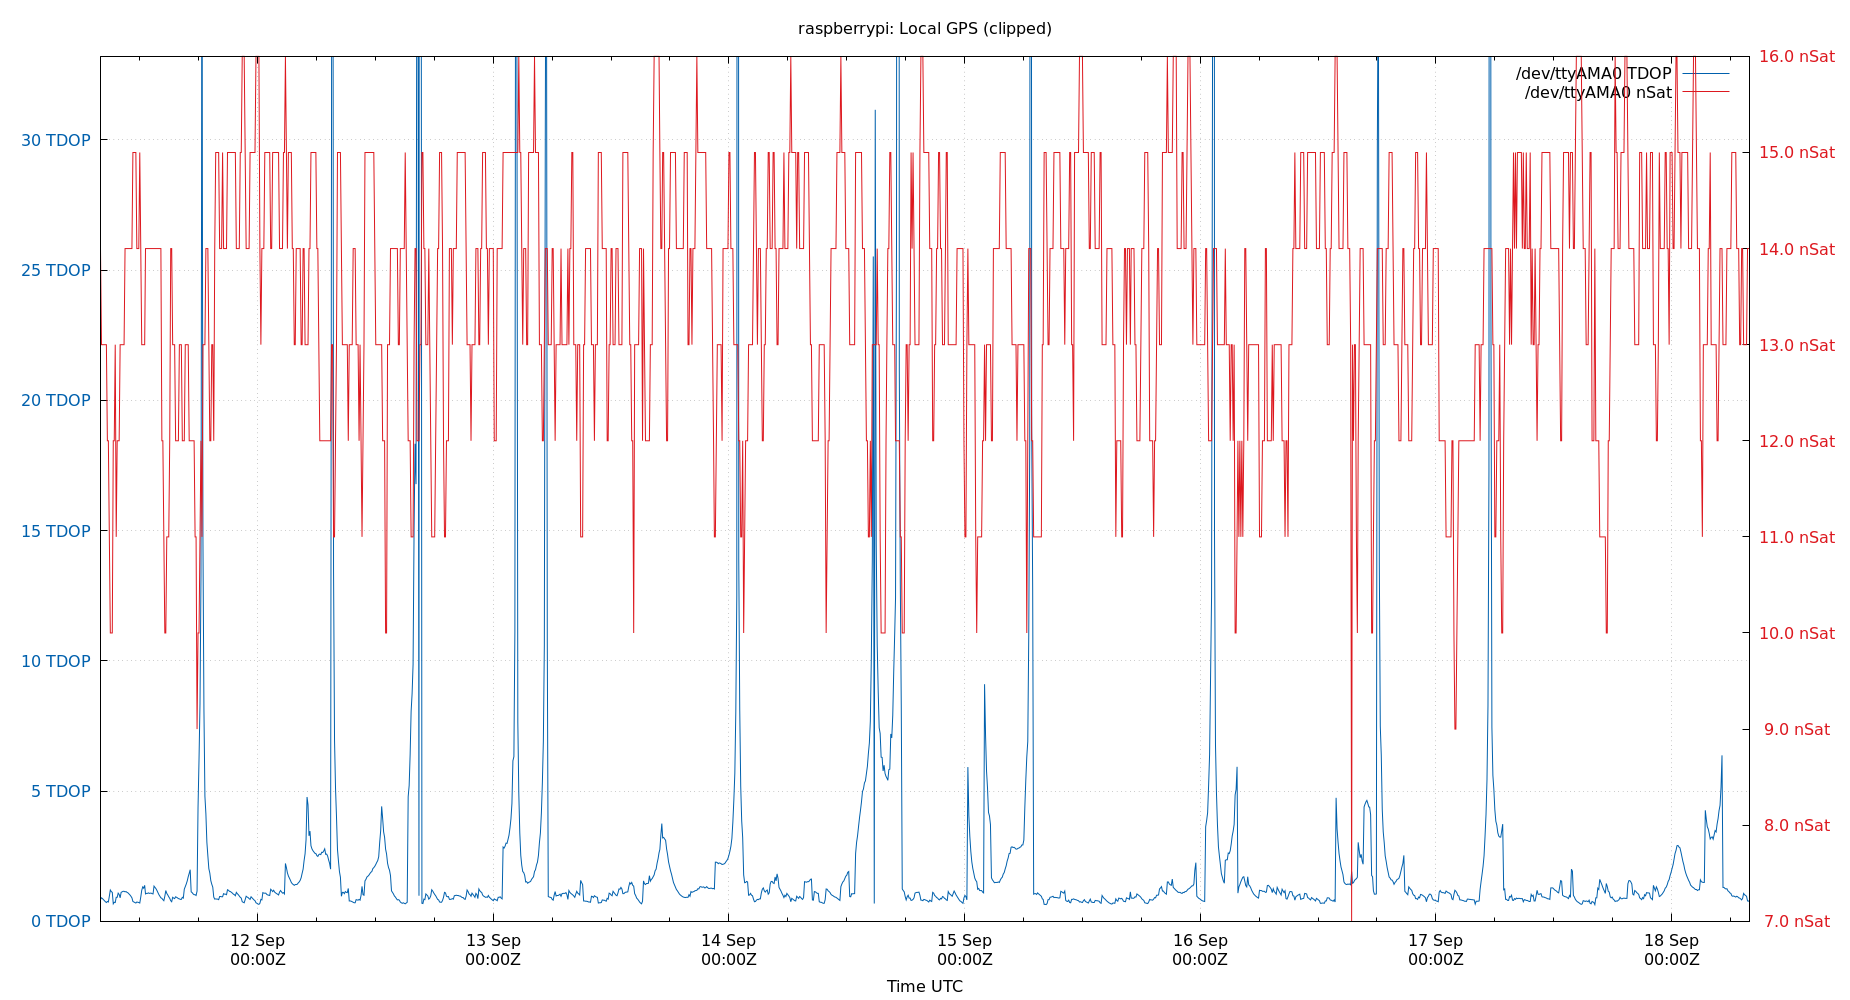 raspberrypi: Local GPS (clipped)
16.0 nSat
/dev/ttyAMA0 TDOP
/dev/ttyAMA0 nSat
30 TDOP
15.0 nSat
25 TDOP
14.0 nSat
20 TDOP
13.0 nSat
12.0 nSat
15 TDOP
11.0 nSat
10 TDOP
10.0 nSat
9.0 nSat
5 TDOP
8.0 nSat
0 TDOP
7.0 nSat
12 Sep 13 Sep 14 Sep 15 Sep 16 Sep 17 Sep 18 Sep
00:00Z 00:00Z 00:00Z 00:00Z 00:00Z 00:00Z 00:00Z
Time UTC